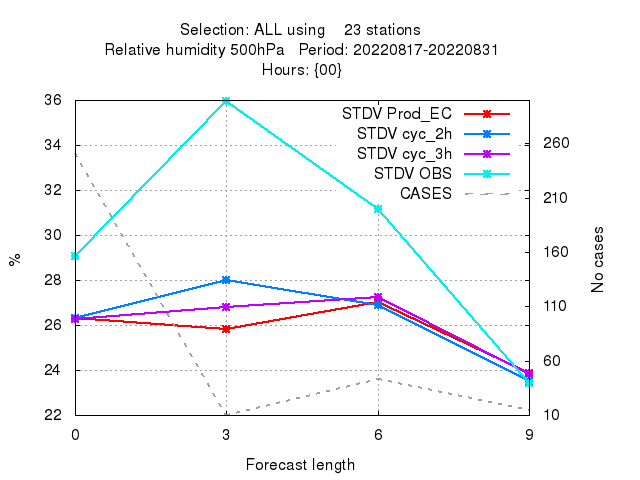 Selection: ALL using    23 stations
Relative humidity 500hPa   Period: 20220817-20220831
Hours: {00}
36
34
32
30
28
26
24
22
%
STDV Prod_EC
STDV cyc_2h
STDV cyc_3h
STDV OBS
CASES
260
210
160
110
60
10
No cases
0 3 6 9
Forecast length